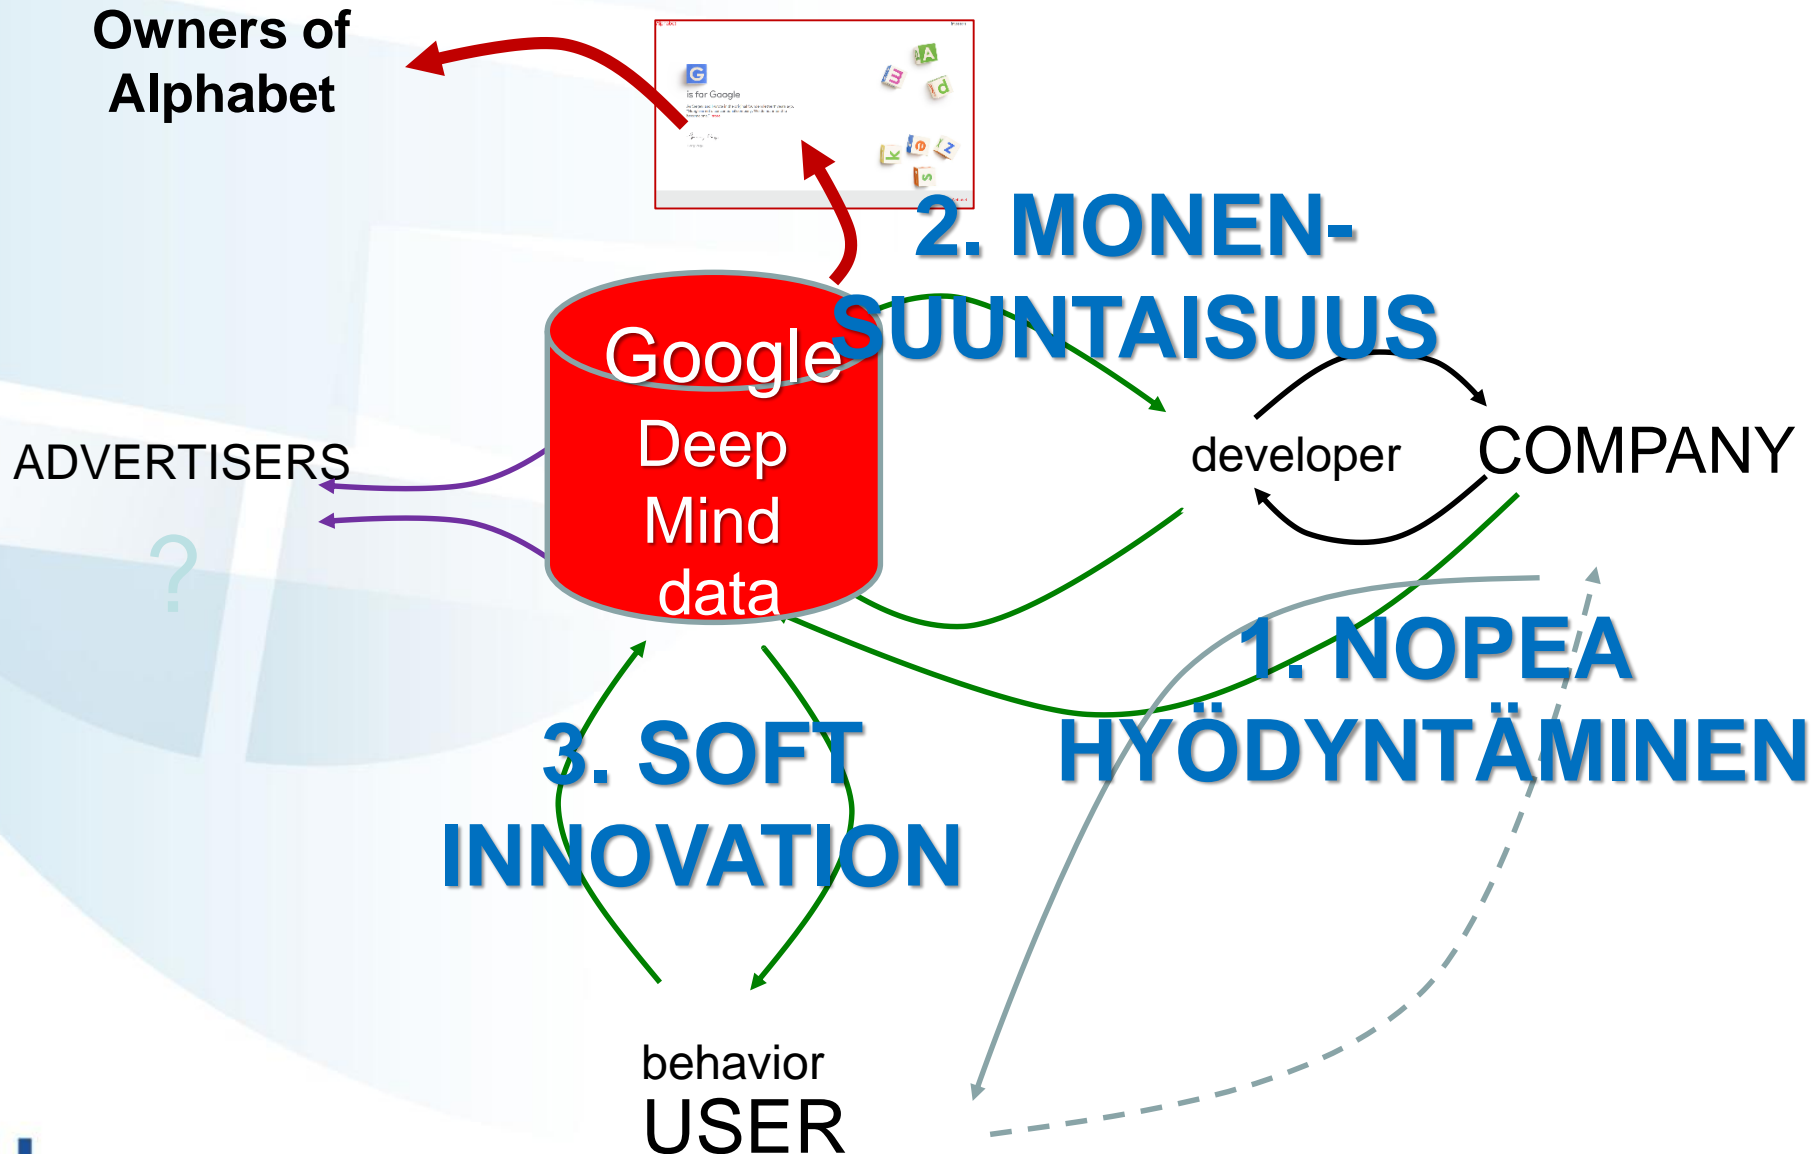 Owners of
Alphabet
G
is for Google
A
m
d
k
e
z
s
2. MONEN-
SUUNTAISUUS
Google
Deep
Mind
data
ADVERTISERS
?
developer
COMPANY
1. NOPEA
HYÖDYNTÄMINEN
3. SOFT
INNOVATION
behavior
USER